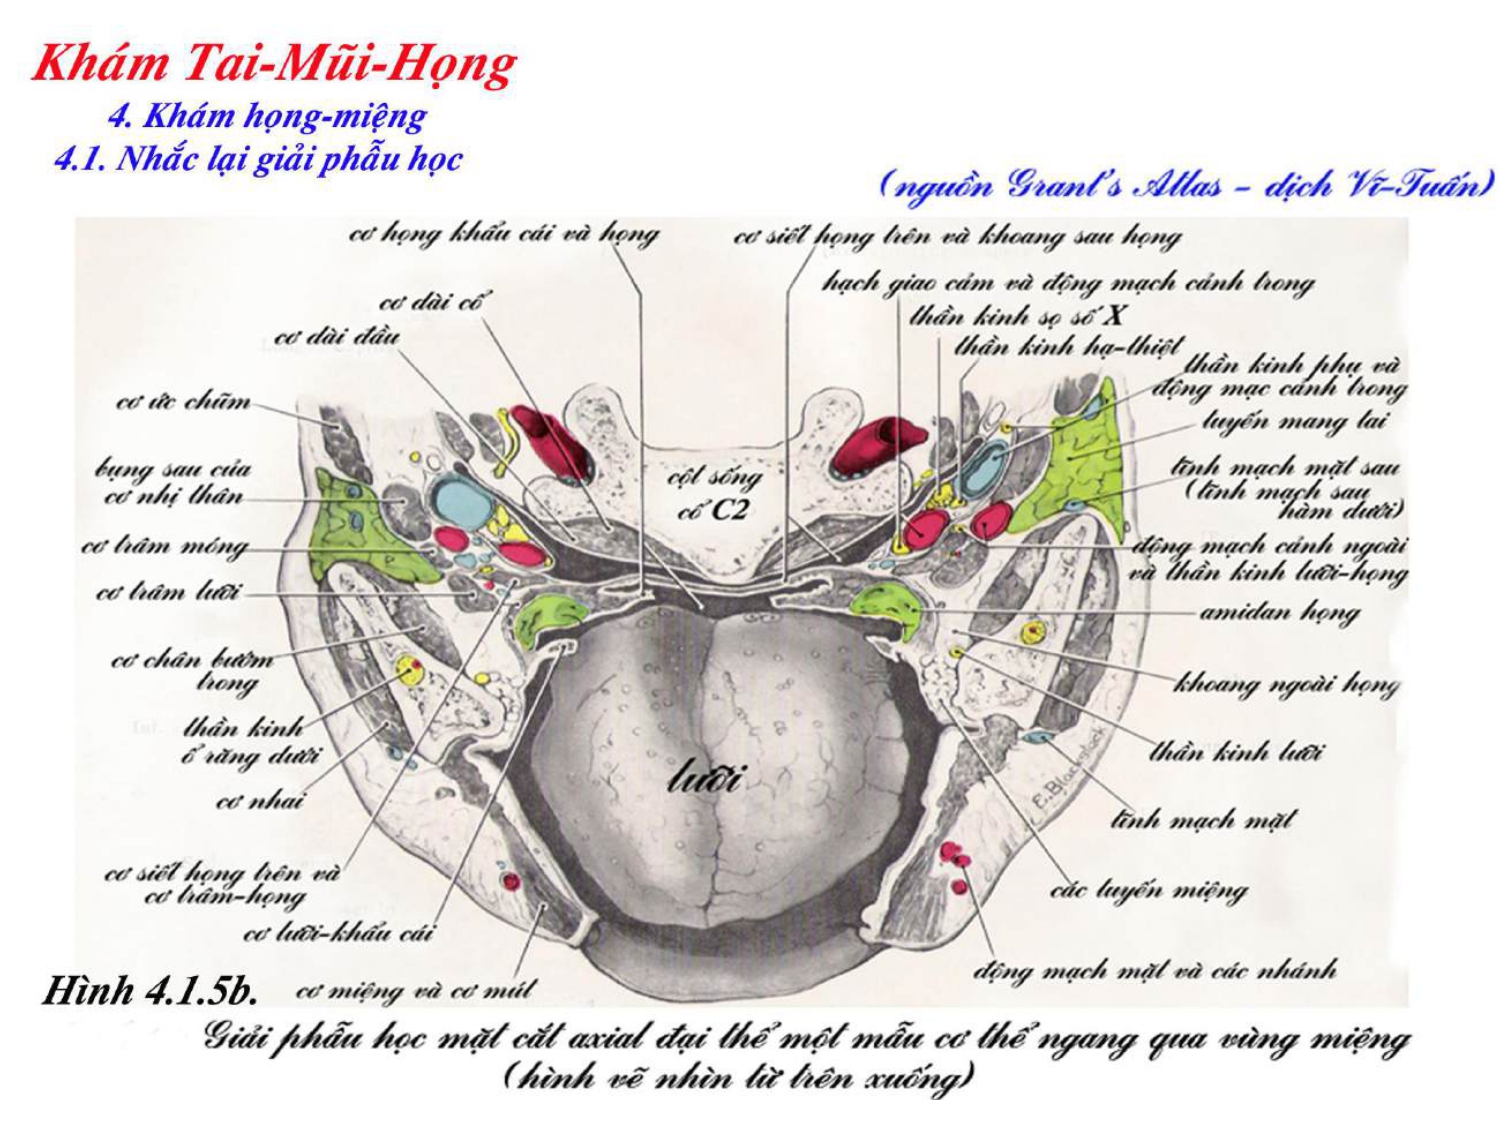 Khám Tai-Mũi-Họng
4. Khám họng-miệng
4.1. Nhắc lại giải phẫu học
(nguồn Grant's Atlas - dịch Vĩ-Tuấn)
cơ họng khẩu cái và họng
cơ siết họng trên và khoang sau họng
hạch giao cảm và động mạch cảnh trong
cơ dài cổ
thần kinh sọ số X
cơ dài đầu
thần kinh hạ-thiệt
thần kinh phụ và
động mạc cảnh trong
cơ ức chũm
luyến mang tai
bụng sau của
cơ nhị thân
cột sống
cổ C2
tĩnh mạch mặt sau
(tĩnh mạch sau
hàm dưới)
cơ trâm móng
động mạch cảnh ngoài
và thần kinh lưỡi-họng
cơ trâm lưỡi
amidan họng
cơ chân bướm
trong
khoang ngoài họng
thần kinh
ổ răng dưới
thần kinh lưỡi
lưỡi
cơ nhai
E. Blackstock
tĩnh mạch mặt
cơ siết họng trên và
cơ trâm-họng
các tuyến miệng
cơ lưỡi-khẩu cái
động mạch mặt và các nhánh
Hình 4.1.5b.
cơ miệng và cơ mút
Giải phẫu học mặt cắt axial đại thể một mẫu cơ thể ngang qua vùng miệng
(hình vẽ nhìn từ trên xuống)